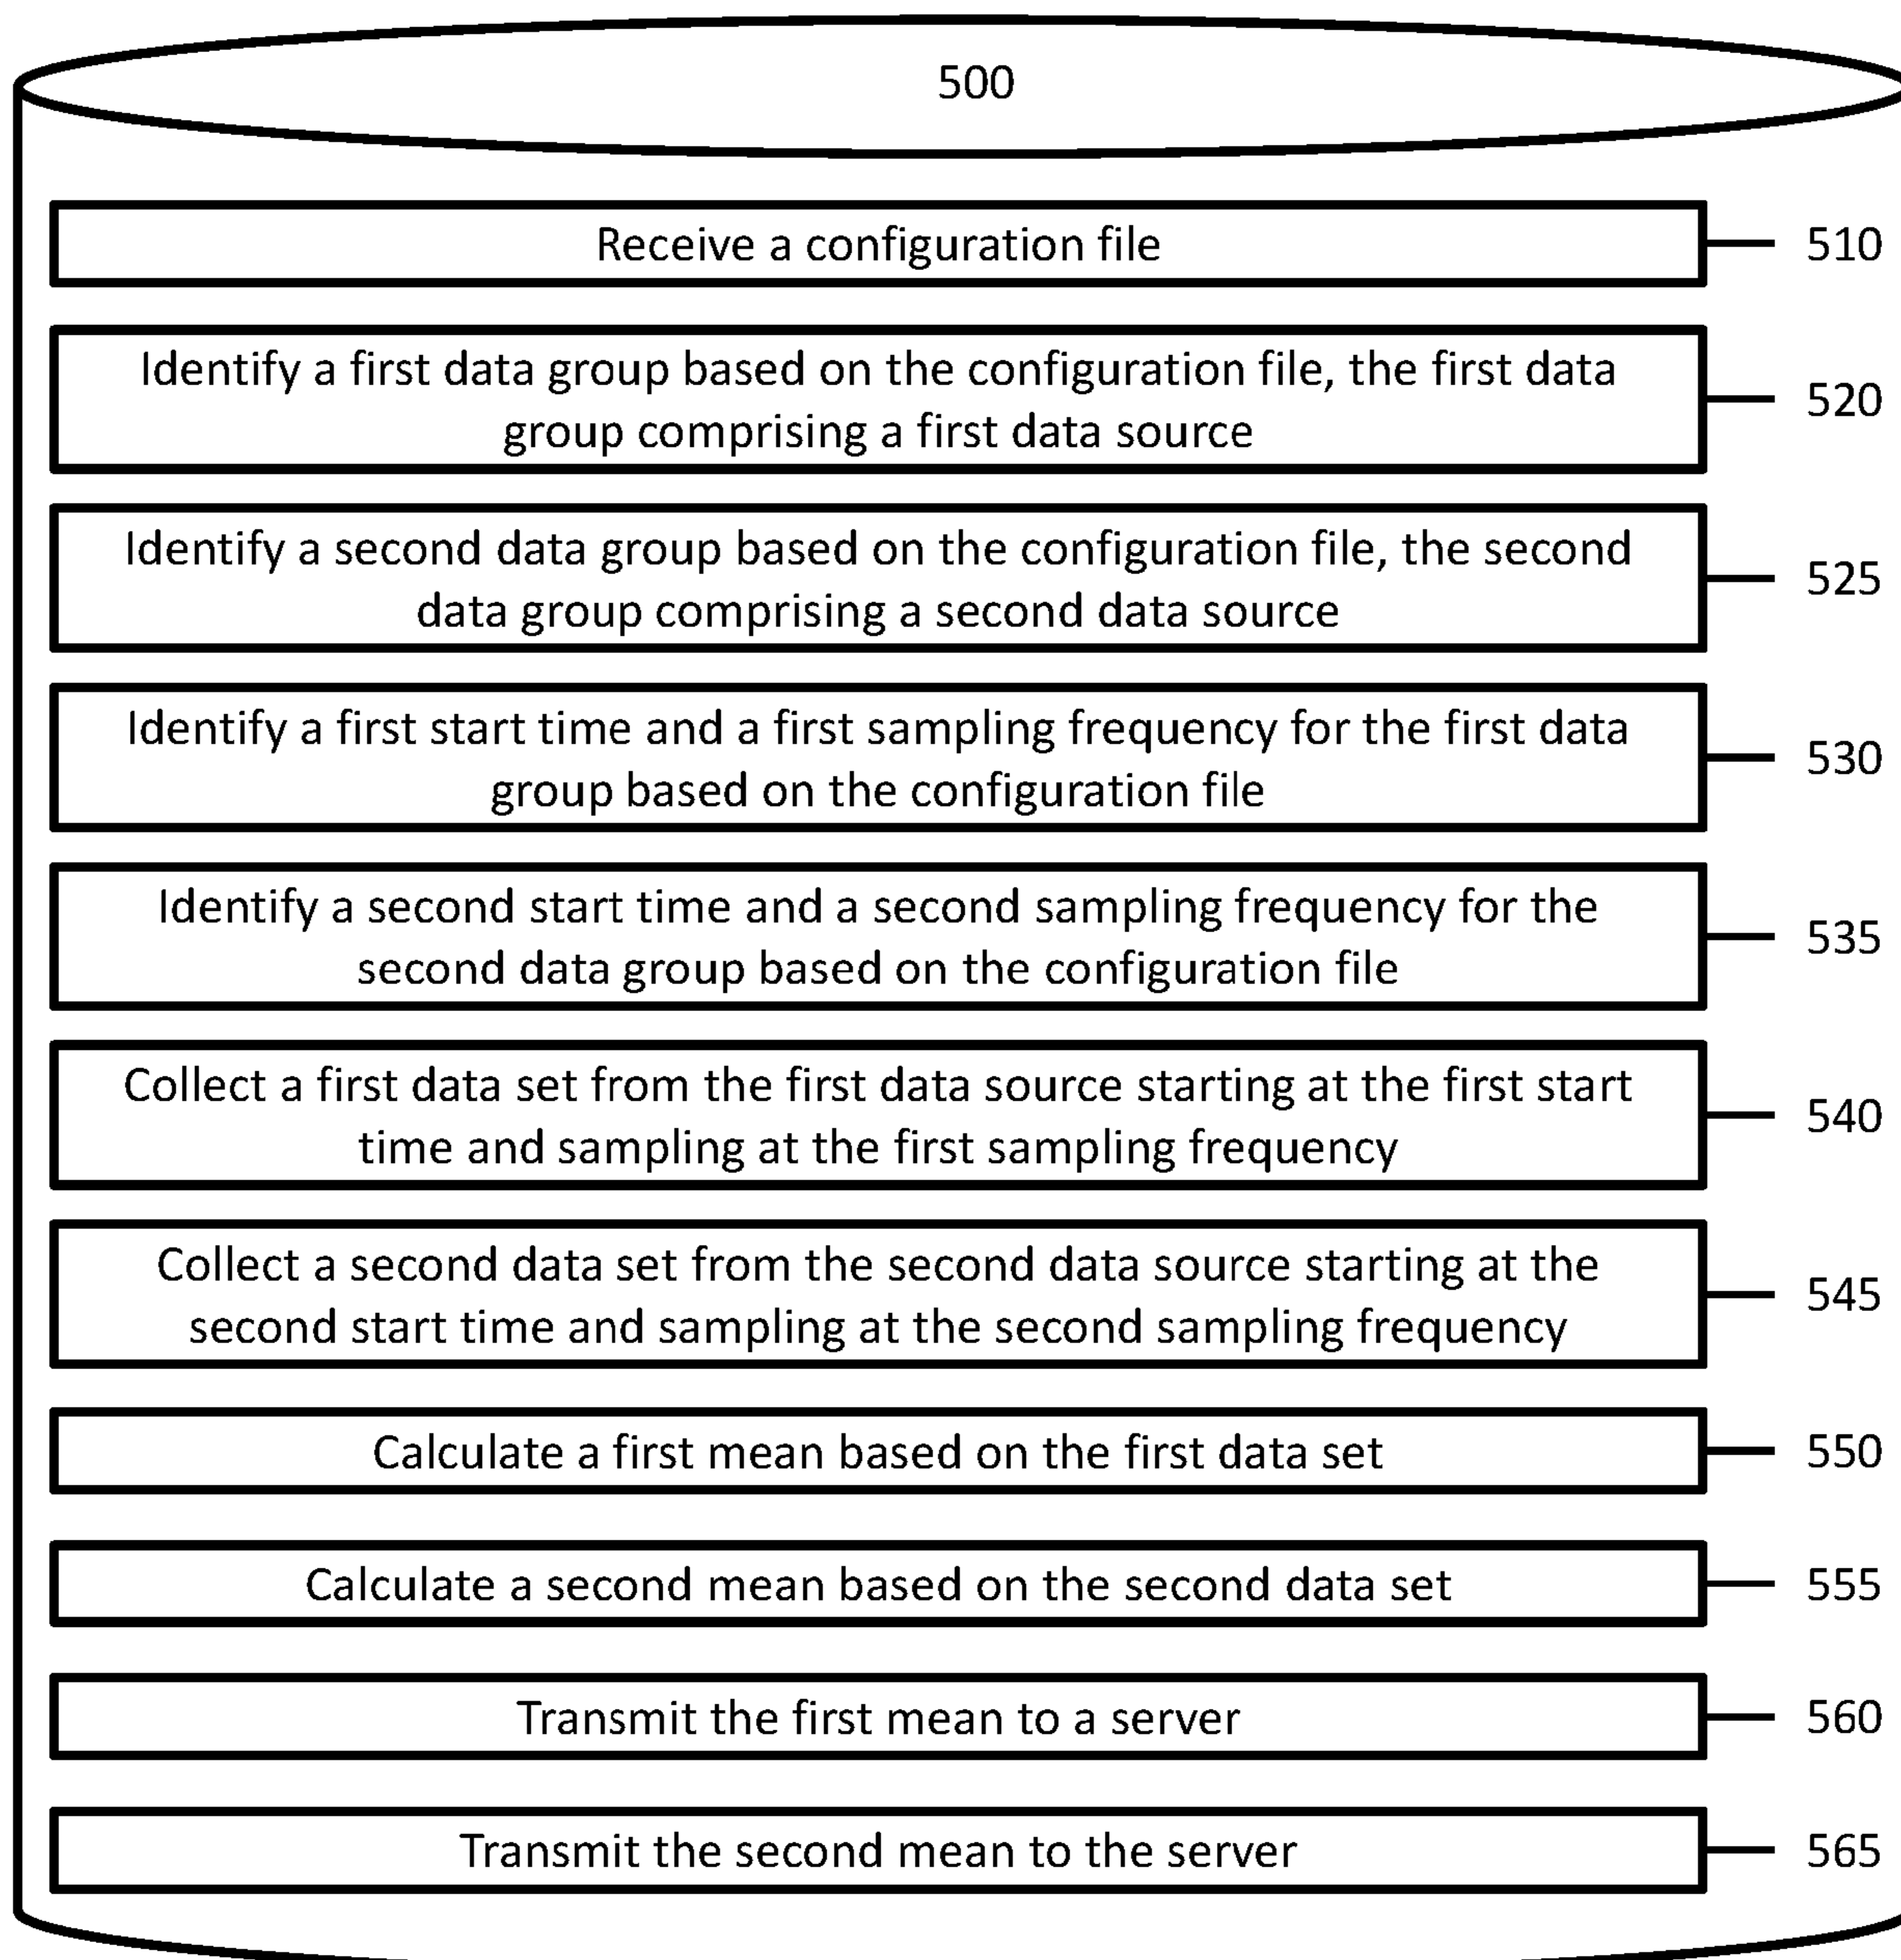 500
Receive a configuration file
510
Identify a first data group based on the configuration file, the first data
group comprising a first data source
520
Identify a second data group based on the configuration file, the second
data group comprising a second data source
525
Identify a first start time and a first sampling frequency for the first data
group based on the configuration file
530
Identify a second start time and a second sampling frequency for the
second data group based on the configuration file
535
Collect a first data set from the first data source starting at the first start
time and sampling at the first sampling frequency
540
Collect a second data set from the second data source starting at the
second start time and sampling at the second sampling frequency
545
Calculate a first mean based on the first data set
550
Calculate a second mean based on the second data set
555
Transmit the first mean to a server
560
Transmit the second mean to the server
565